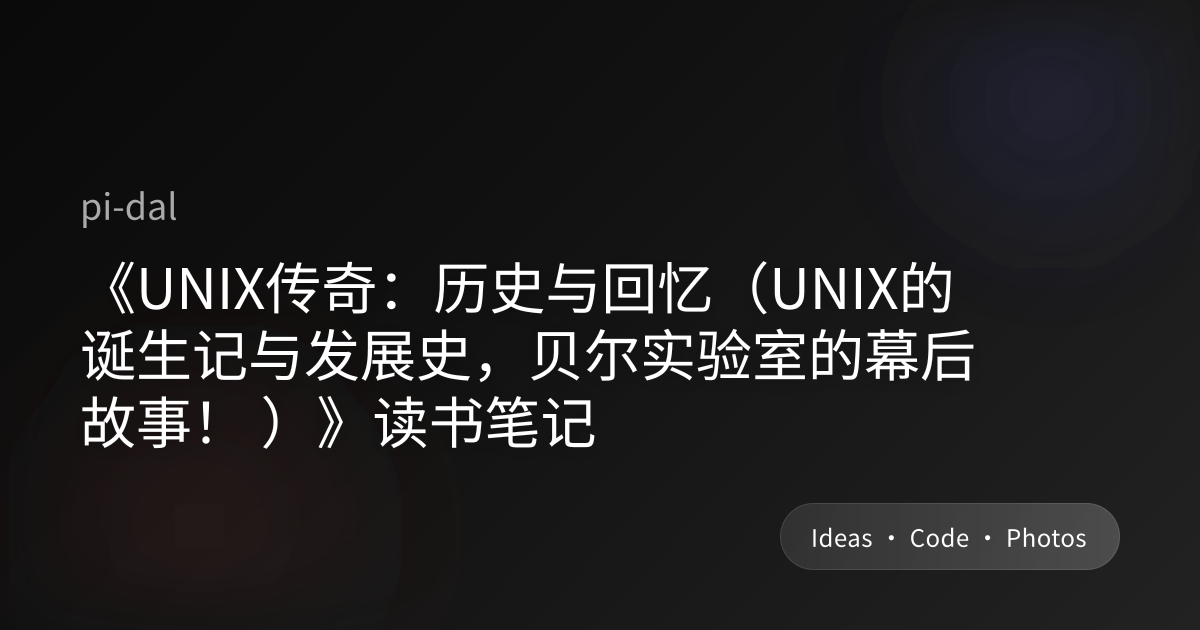 pi-dal
《UNIX传奇：历史与回忆（UNIX的
诞生记与发展史，贝尔实验室的幕后
故事！ ）》读书笔记
Ideas • Code • Photos